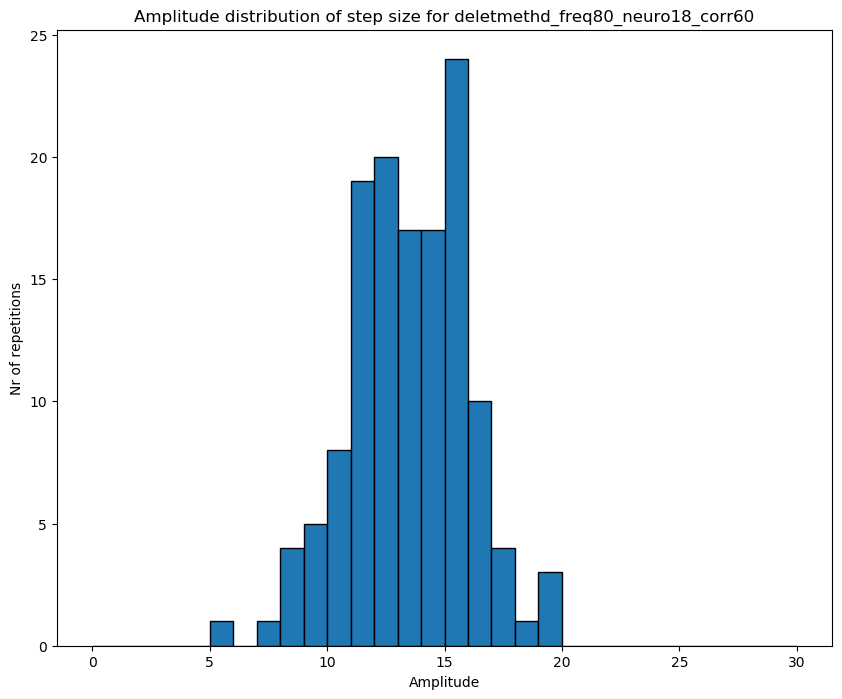 Amplitude distribution of step size for deletmethd_freq80_neuro18_corr60
25
20
15
10
5
0
Nr of repetitions
0 5 10 15 20 25 30
Amplitude